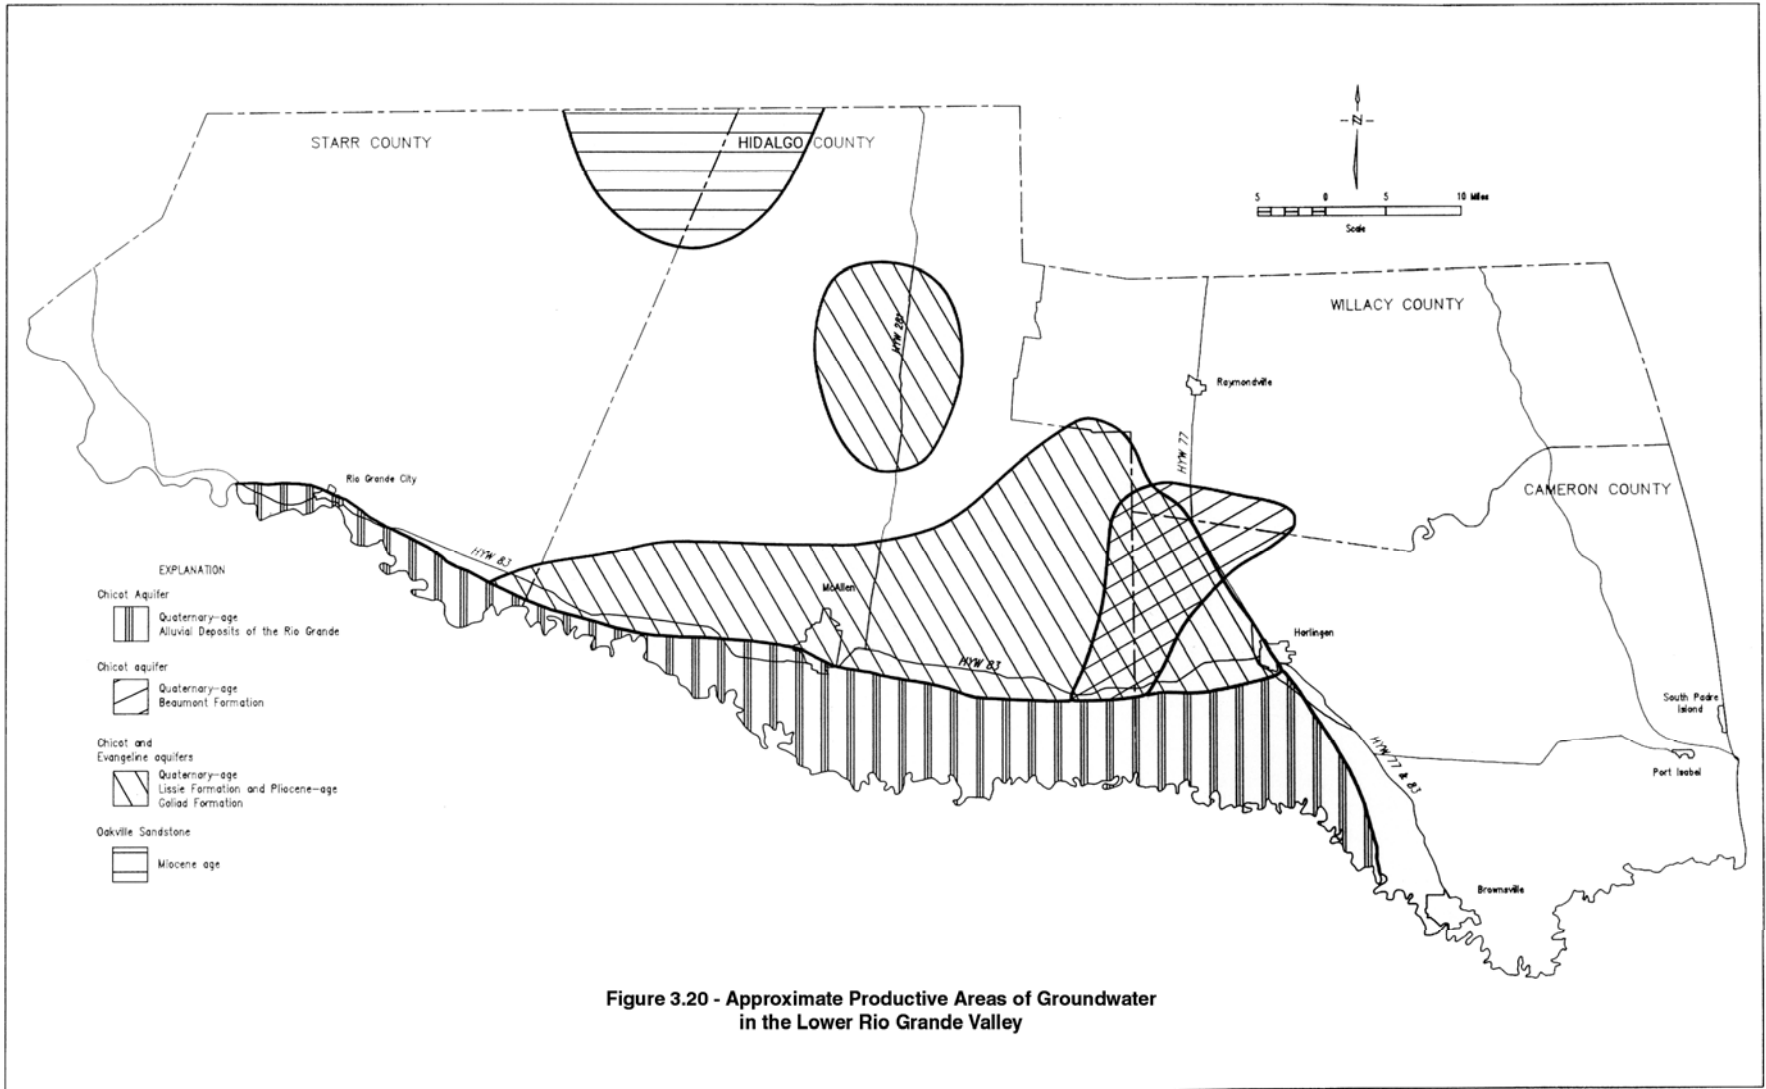 STARR COUNTY
HIDALGO COUNTY
N
5 0 5 10 Miles
Scale
WILLACY COUNTY
HYW 281
Raymondville
HYW 77
Rio Grande City
CAMERON COUNTY
HYW 83
McAllen
Harlingen
HYW 83
South Padre
Island
HYW 77 & 83
Port Isabel
Brownsville
EXPLANATION
Chicot Aquifer
Quaternary-age
Alluvial Deposits of the Rio Grande
Chicot aquifer
Quaternary-age
Beaumont Formation
Chicot and
Evangeline aquifers
Quaternary-age
Lissie Formation and Pliocene-age
Goliad Formation
Oakville Sandstone
Miocene age
Figure 3.20 - Approximate Productive Areas of Groundwater
in the Lower Rio Grande Valley